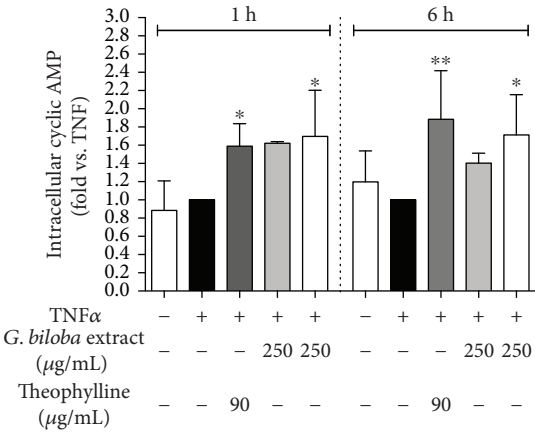 1 h 6 h
3.0
2.8
2.6
2.4
2.2
2.0
1.8
1.6
1.4
1.2
1.0
0.8
0.6
0.4
0.2
0.0
Intracellular cyclic AMP
(fold vs. TNF)
* * ** *
TNFα – + + + + – + + + +
G. biloba extract
(μg/mL) – – – 250 250 – – – 250 250
Theophylline
(μg/mL) – – 90 – – – – 90 – –